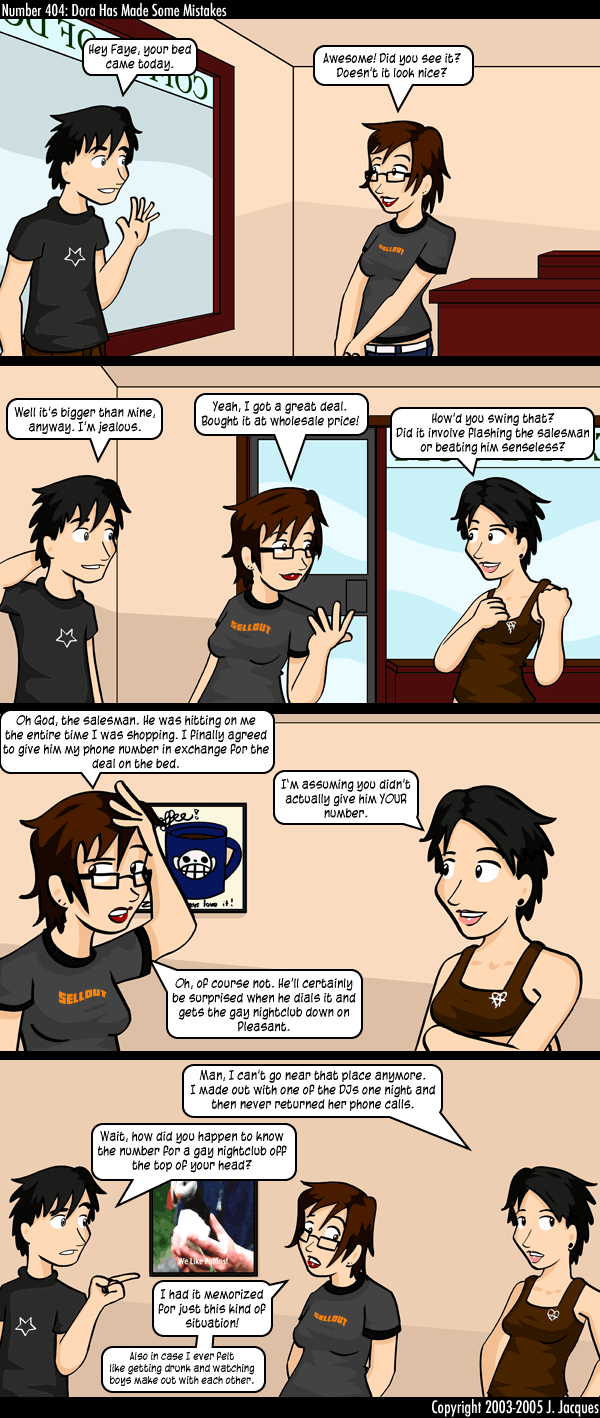 Number 404: Dora Has Made Some Mistakes
COFFEE OF DO
Hey Faye, your bed
came today.
Awesome! Did you see it?
Doesn't it look nice?
SELLOUT
Well it's bigger than mine,
anyway. I'm jealous.
Yeah, I got a great deal.
Bought it at wholesale price!
How'd you swing that?
Did it involve flashing the salesman
or beating him senseless?
SELLOUT
Oh God, the salesman. He was hitting on me
the entire time I was shopping. I finally agreed
to give him my phone number in exchange for the
deal on the bed.
I'm assuming you didn't
actually give him YOUR
number.
offee!
love it!
SELLOUT
Oh, of course not. He'll certainly
be surprised when he dials it and
gets the gay nightclub down on
Pleasant.
Man, I can't go near that place anymore.
I made out with one of the DJs one night and
then never returned her phone calls.
Wait, how did you happen to know
the number for a gay nightclub off
the top of your head?
We Like Puffins!
I had it memorized
for just this kind of
situation!
SELLOUT
Also in case I ever felt
like getting drunk and watching
boys make out with each other.
Copyright 2003-2005 J. Jacques